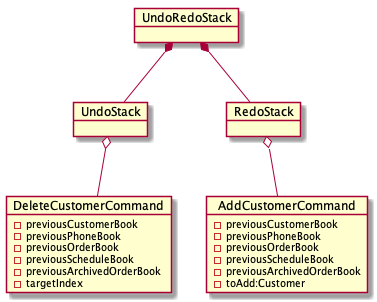 UndoRedoStack
UndoStack
RedoStack
DeleteCustomerCommand
previousCustomerBook
previousPhoneBook
previousOrderBook
previousScheduleBook
previousArchivedOrderBook
targetIndex
AddCustomerCommand
previousCustomerBook
previousPhoneBook
previousOrderBook
previousScheduleBook
previousArchivedOrderBook
toAdd:Customer